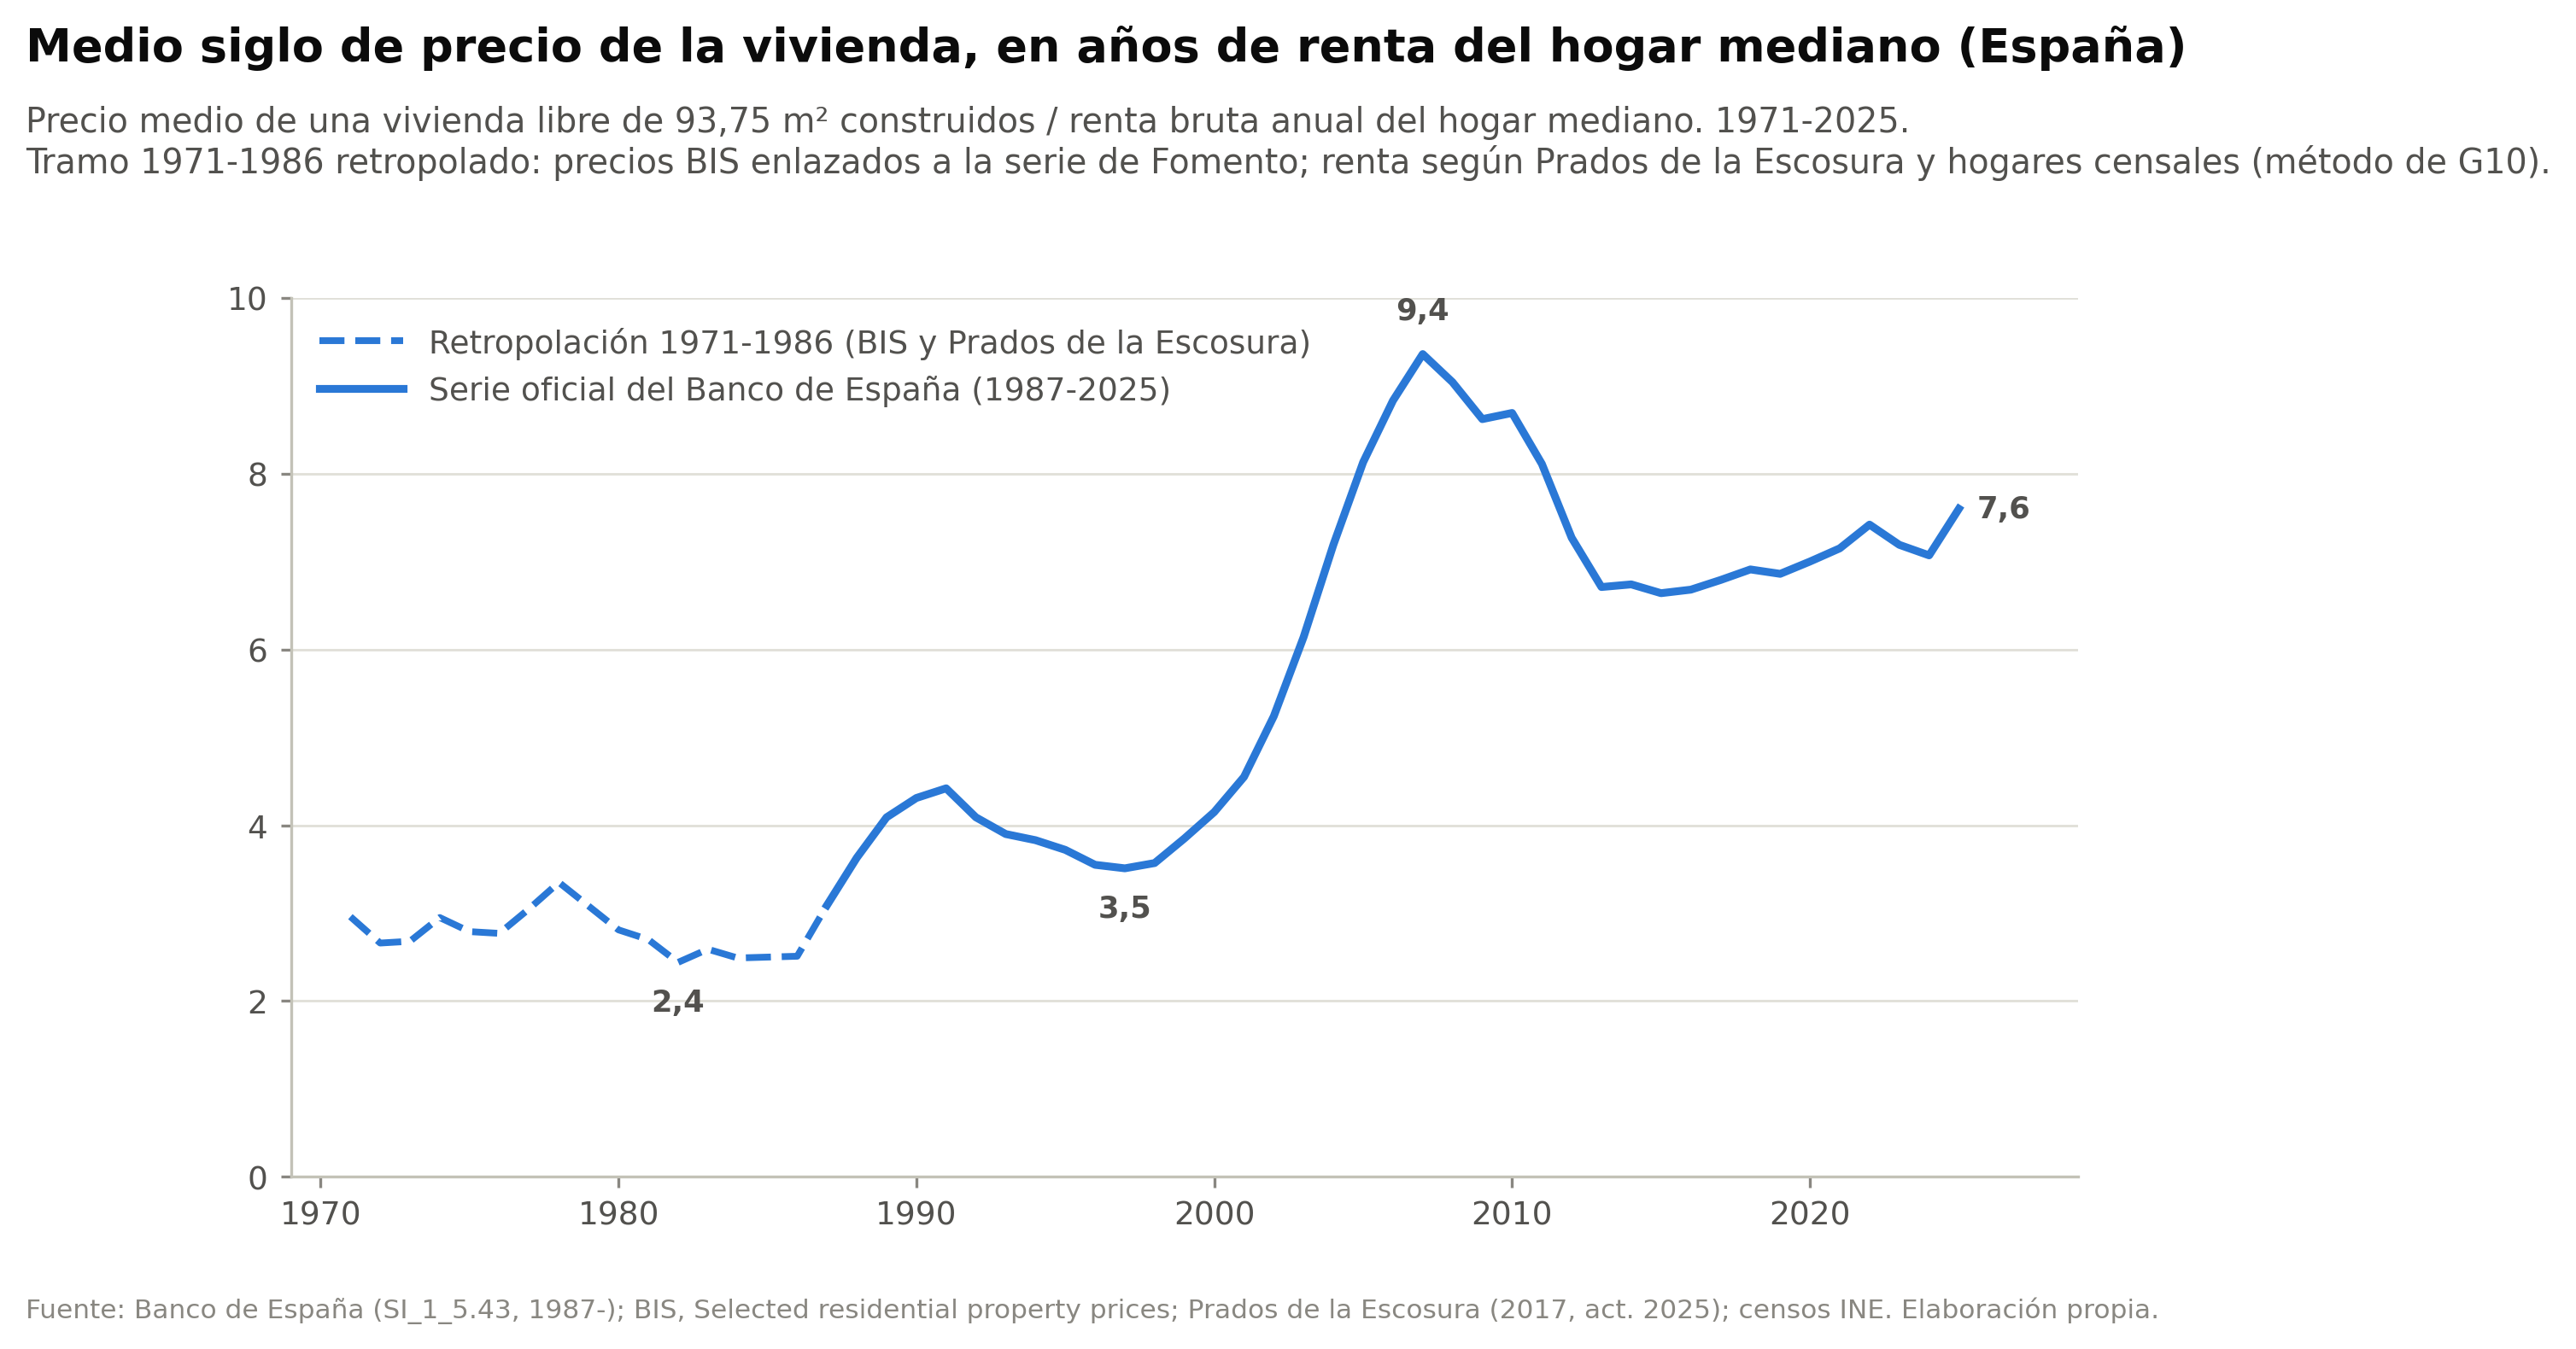 Medio siglo de precio de la vivienda, en años de renta del hogar mediano (España)
Precio medio de una vivienda libre de 93,75 m² construidos / renta bruta anual del hogar mediano. 1971-2025.
Tramo 1971-1986 retropolado: precios BIS enlazados a la serie de Fomento; renta según Prados de la Escosura y hogares censales (método de G10).
10
9,4
Retropolación 1971-1986 (BIS y Prados de la Escosura)
Serie oficial del Banco de España (1987-2025)
8
7,6
6
4
3,5
2
2,4
0
1970 1980 1990 2000 2010 2020
Fuente: Banco de España (SI_1_5.43, 1987-); BIS, Selected residential property prices; Prados de la Escosura (2017, act. 2025); censos INE. Elaboración propia.